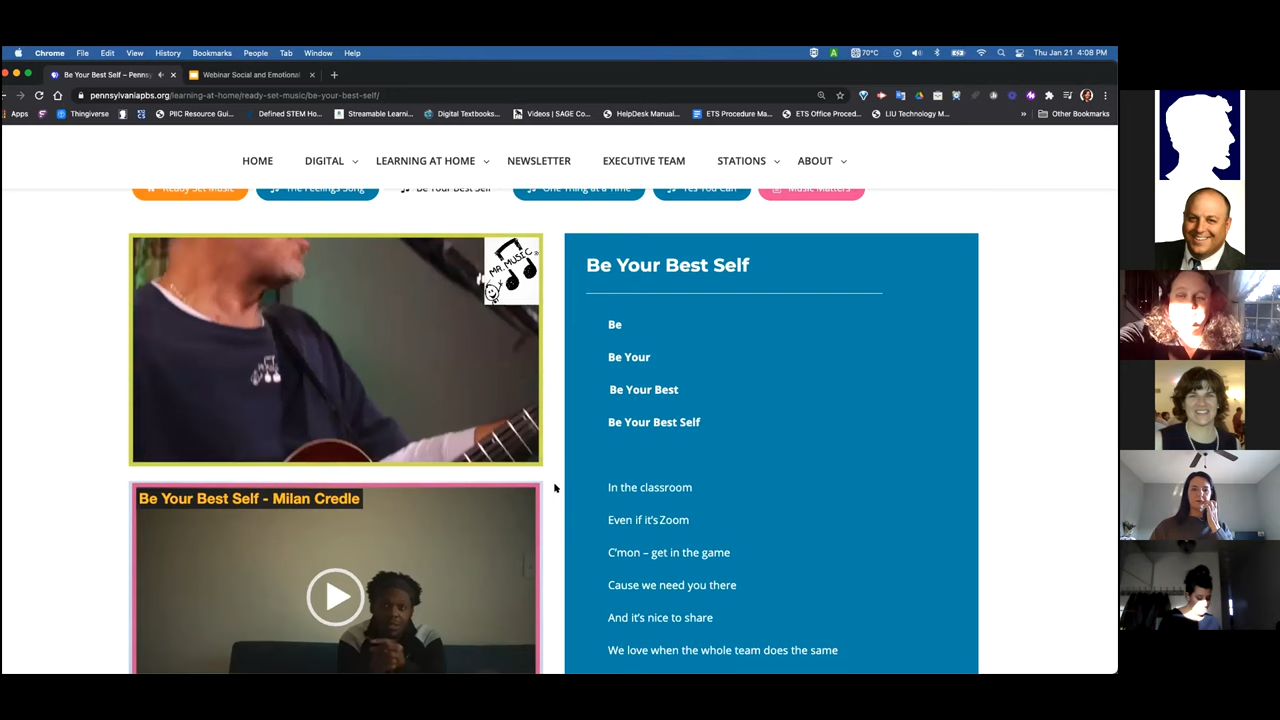 Chrome File Edit View History Bookmarks People Tab Window Help
70°C Thu Jan 21 4:08 PM
Be Your Best Self – Pennsy
Webinar Social and Emotional
pennsylvaniapbs.org/learning-at-home/ready-set-music/be-your-best-self/
Apps Thingiverse PIIC Resource Gui... Defined STEM Ho... Streamable Learni... Digital Textbooks... Videos | SAGE Co... HelpDesk Manual... ETS Procedure Ma... ETS Office Proced... LIU Technology M... » Other Bookmarks
HOME DIGITAL LEARNING AT HOME NEWSLETTER EXECUTIVE TEAM STATIONS ABOUT
Ready Set Music The Feelings Song Be Your Best Self One Thing at a Time Yes You Can Music Matters
MR. MUSIC ®
Be Your Best Self
Be
Be Your
Be Your Best
Be Your Best Self
In the classroom
Even if it's Zoom
C'mon – get in the game
Cause we need you there
And it's nice to share
We love when the whole team does the same
Be Your Best Self - Milan Credle